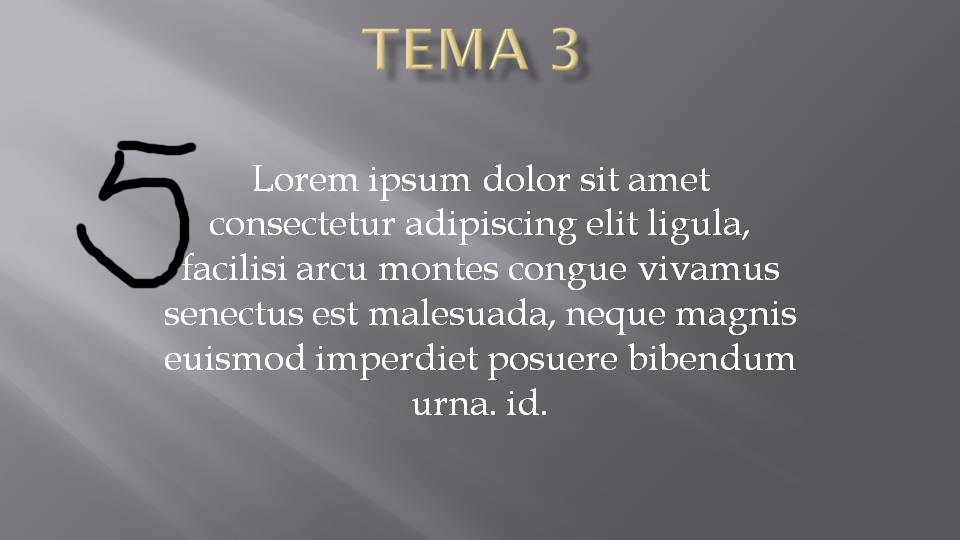 TEMA 3
5
Lorem ipsum dolor sit amet
consectetur adipiscing elit ligula,
facilisi arcu montes congue vivamus
senectus est malesuada, neque magnis
euismod imperdiet posuere bibendum
urna. id.